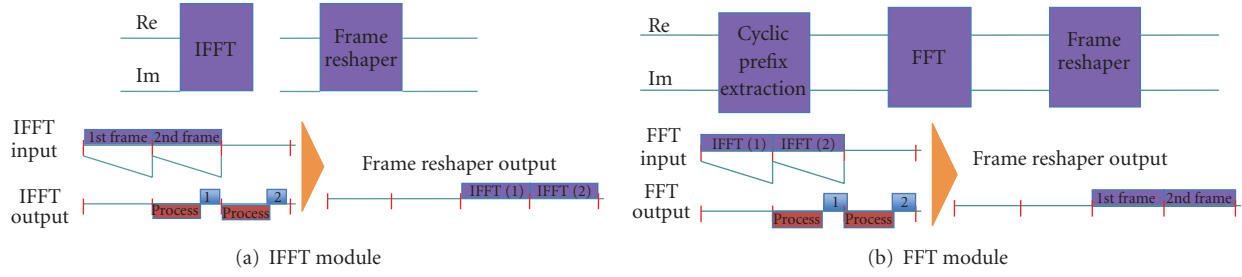 Re
Im
IFFT
Frame
reshaper
IFFT
input
1st frame
2nd frame
IFFT
output
Process
1
Process
2
Frame reshaper output
IFFT (1)
IFFT (2)
(a) IFFT module
Re
Im
Cyclic
prefix
extraction
FFT
Frame
reshaper
FFT
input
IFFT (1)
IFFT (2)
FFT
output
Process
1
Process
2
Frame reshaper output
1st frame
2nd frame
(b) FFT module